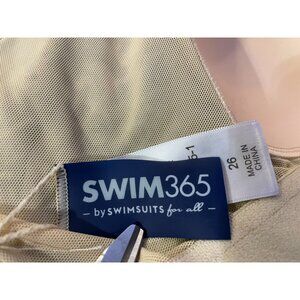 SWIM365
– by SWIMSUITS for all –
26
MADE IN
CHINA